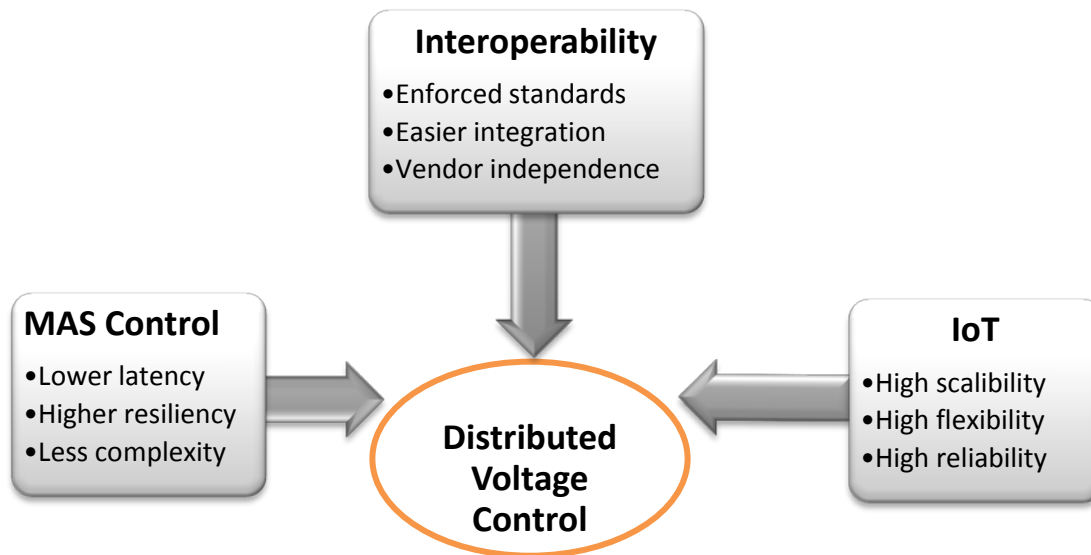 Interoperability
•Enforced standards
•Easier integration
•Vendor independence
MAS Control
•Lower latency
•Higher resiliency
•Less complexity
Distributed
Voltage
Control
IoT
•High scalibility
•High flexibility
•High reliability